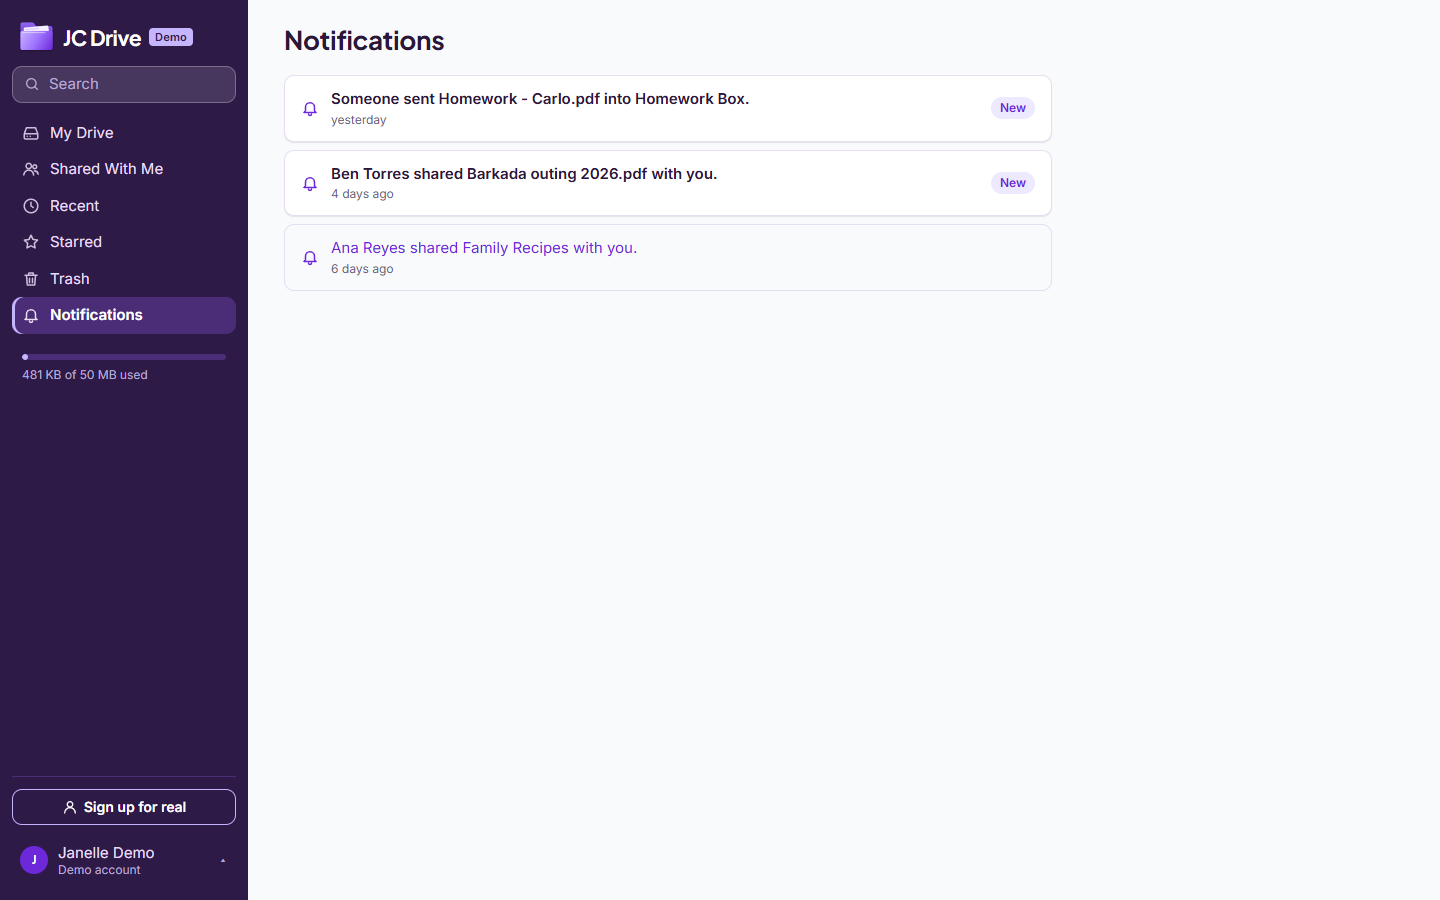 JC Drive Demo
Search
My Drive
Shared With Me
Recent
Starred
Trash
Notifications
481 KB of 50 MB used
Sign up for real
J
Janelle Demo
Demo account
Notifications
Someone sent Homework - Carlo.pdf into Homework Box.
yesterday
New
Ben Torres shared Barkada outing 2026.pdf with you.
4 days ago
New
Ana Reyes shared Family Recipes with you.
6 days ago